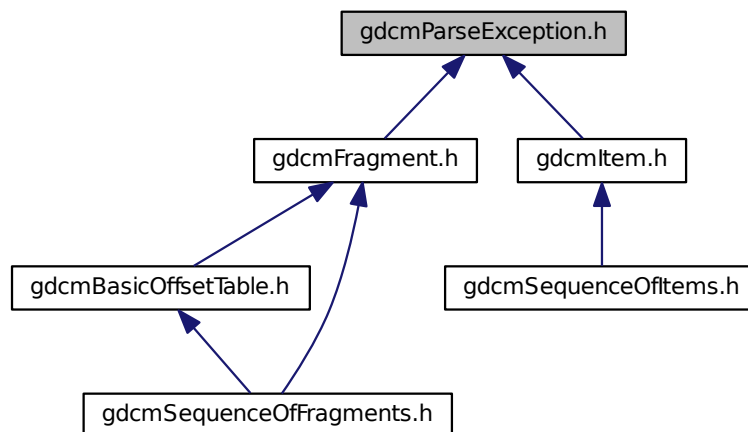 gdcmParseException.h
gdcmFragment.h
gdcmItem.h
gdcmBasicOffsetTable.h
gdcmSequenceOfItems.h
gdcmSequenceOfFragments.h